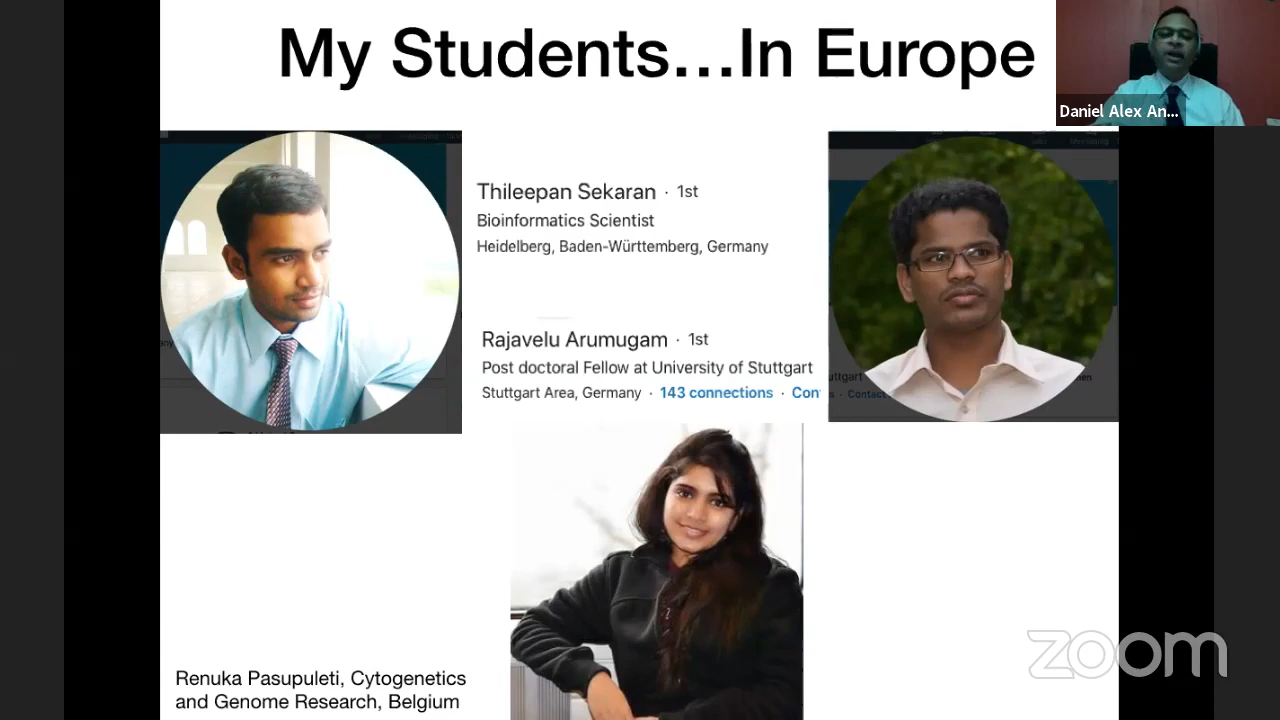 My Students...In Europe
Daniel Alex An...
Thileepan Sekaran · 1st
Bioinformatics Scientist
Heidelberg, Baden-Württemberg, Germany
Rajavelu Arumugam · 1st
Post doctoral Fellow at University of Stuttgart
Stuttgart Area, Germany · 143 connections · Con
Renuka Pasupuleti, Cytogenetics
and Genome Research, Belgium
zoom